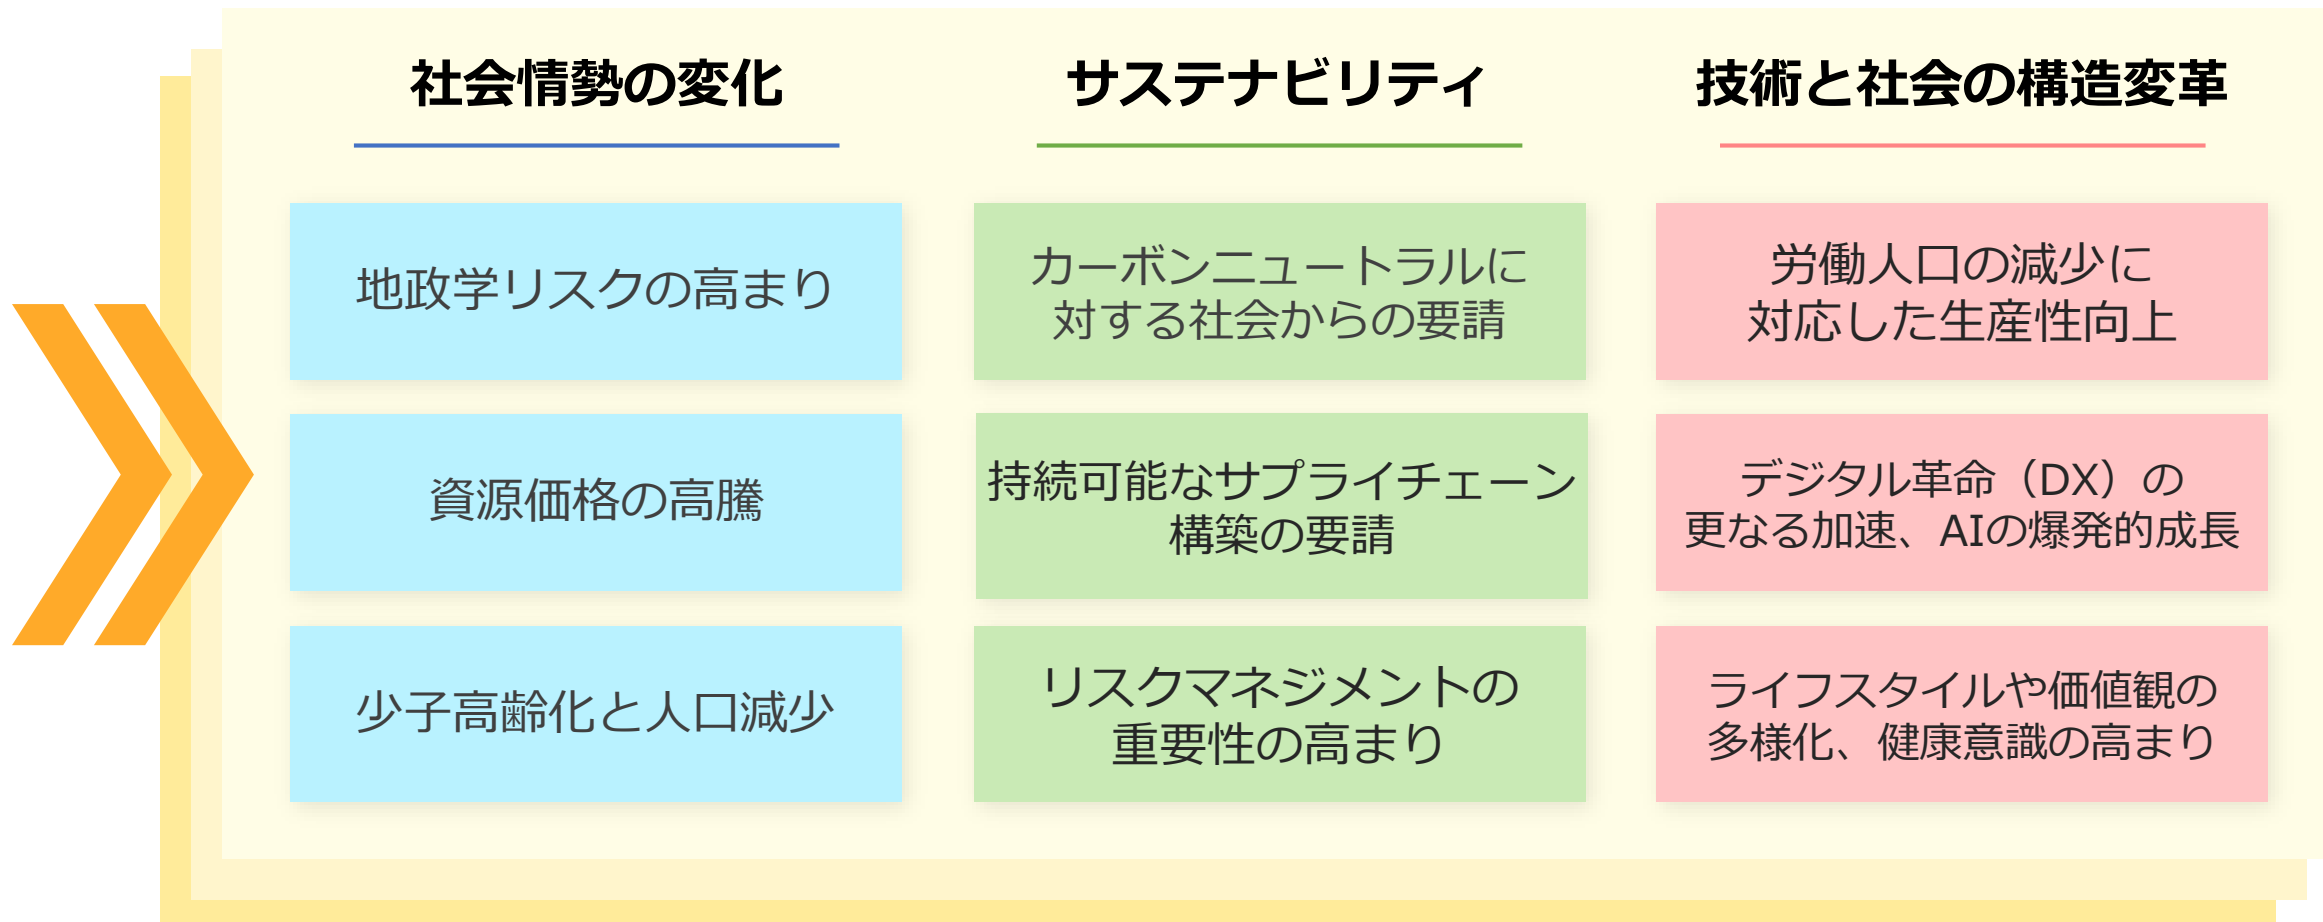 社会情勢の変化
地政学リスクの高まり
資源価格の高騰
少子高齢化と人口減少
サステナビリティ
カーボンニュートラルに
対する社会からの要請
持続可能なサプライチェーン
構築の要請
リスクマネジメントの
重要性の高まり
技術と社会の構造変革
労働人口の減少に
対応した生産性向上
デジタル革命（DX）の
更なる加速、AIの爆発的成長
ライフスタイルや価値観の
多様化、健康意識の高まり